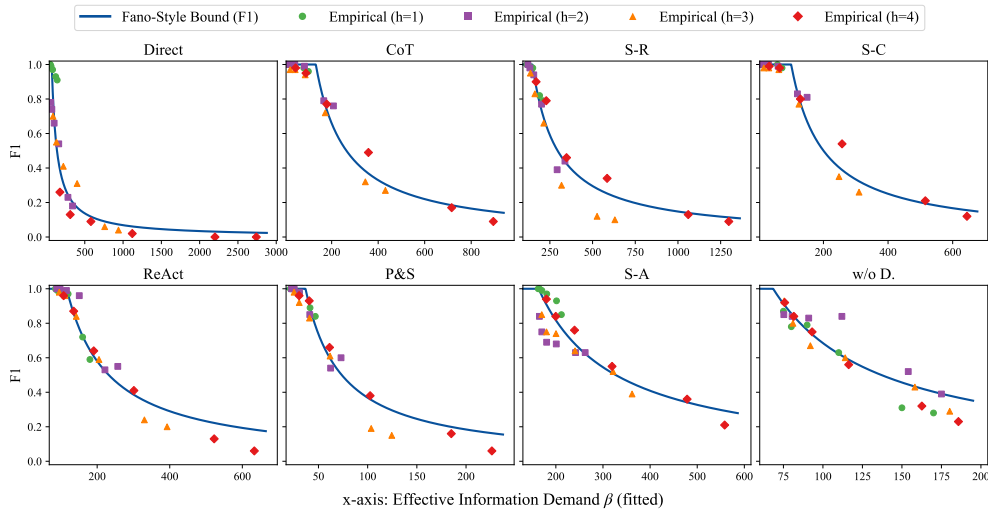 Fano-Style Bound (F1) Empirical (h=1) Empirical (h=2) Empirical (h=3) Empirical (h=4)
Direct CoT S-R S-C
F1
1.0
0.8
0.6
0.4
0.2
0.0
500 1000 1500 2000 2500 3000
200 400 600 800
250 500 750 1000 1250
200 400 600
ReAct P&S S-A w/o D.
F1
1.0
0.8
0.6
0.4
0.2
0.0
200 400 600
50 100 150 200
200 300 400 500 600
75 100 125 150 175 200
x-axis: Effective Information Demand β (fitted)